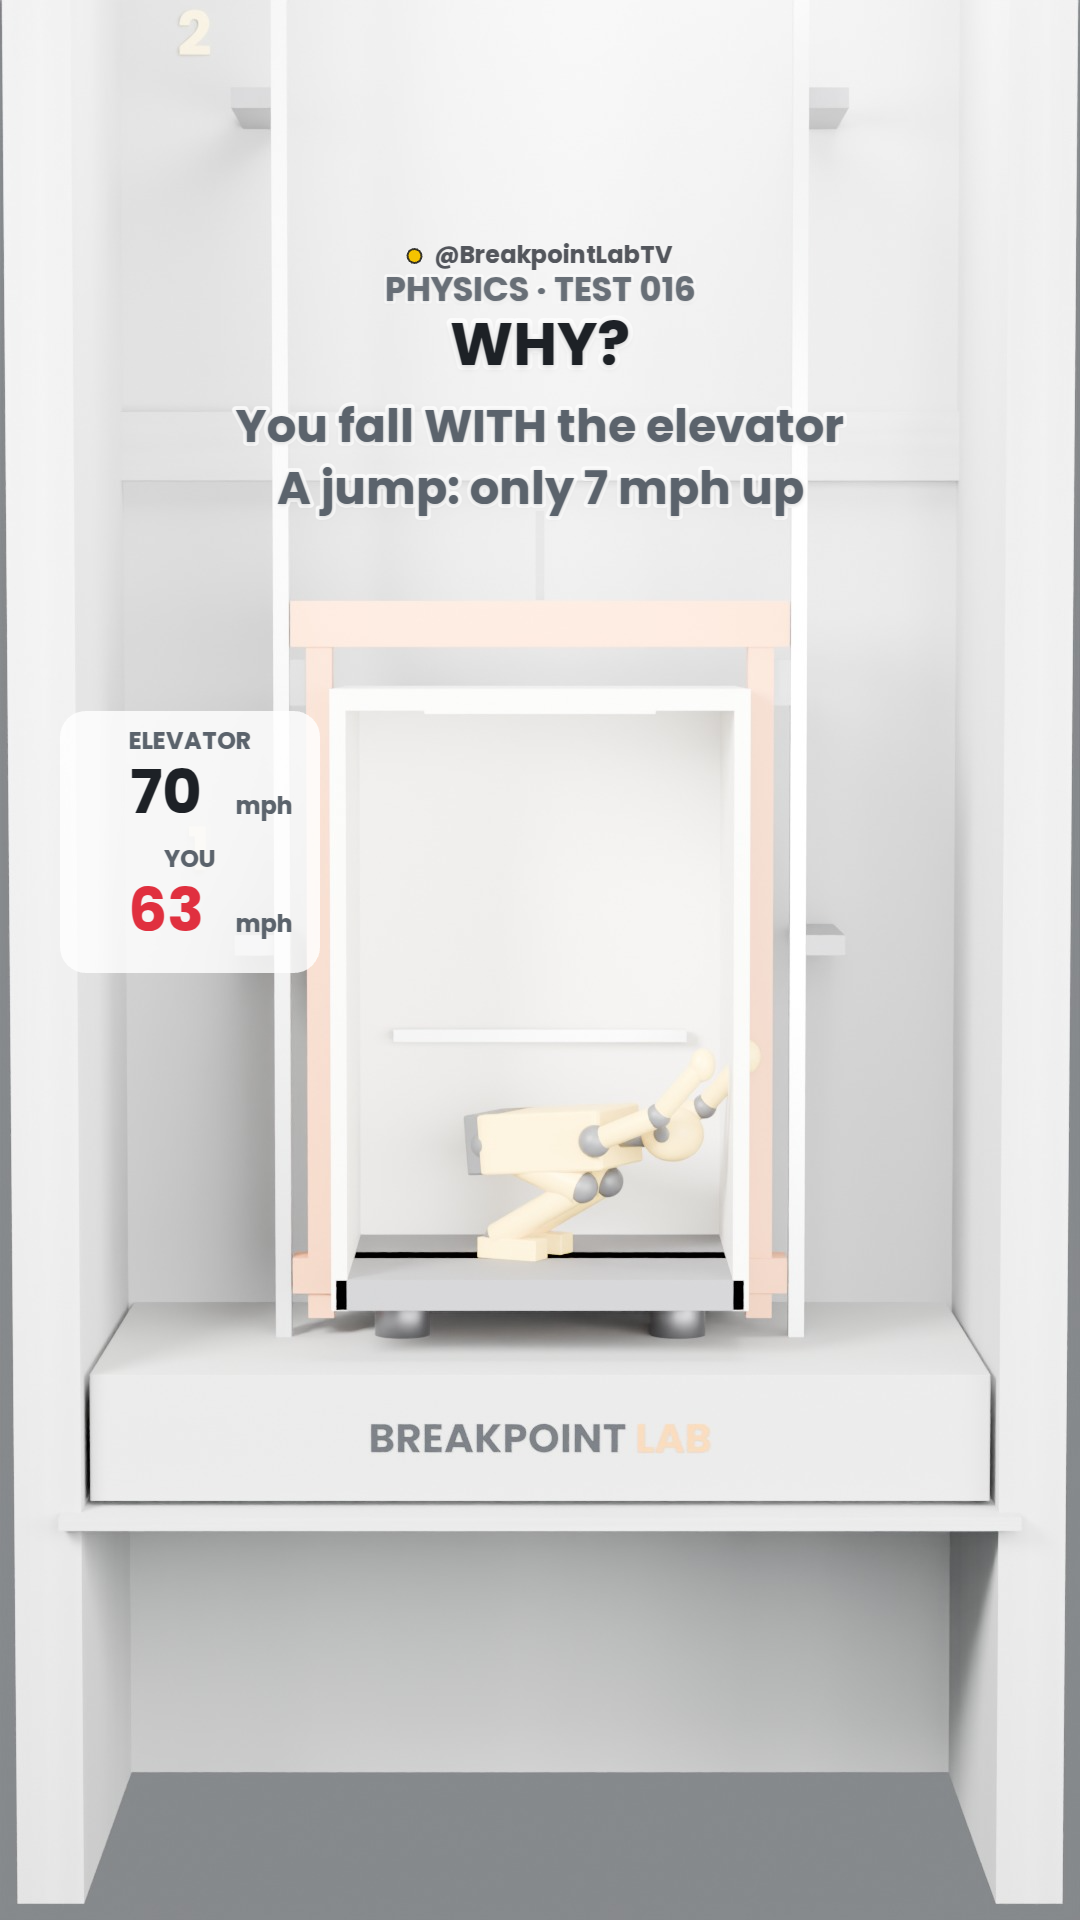 2
@BreakpointLabTV
PHYSICS · TEST 016
WHY?
You fall WITH the elevator
A jump: only 7 mph up
ELEVATOR
70 mph
1
YOU
63 mph
BREAKPOINT LAB